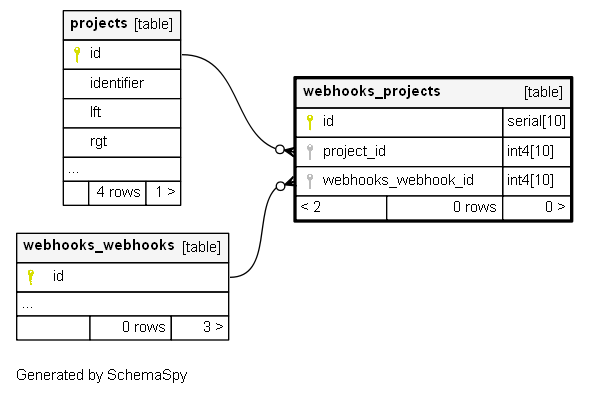 projects [table]
id
identifier
lft
rgt
...
4 rows 1 >
webhooks_projects [table]
id serial[10]
project_id int4[10]
webhooks_webhook_id int4[10]
< 2 0 rows 0 >
webhooks_webhooks [table]
id
...
0 rows 3 >
Generated by SchemaSpy